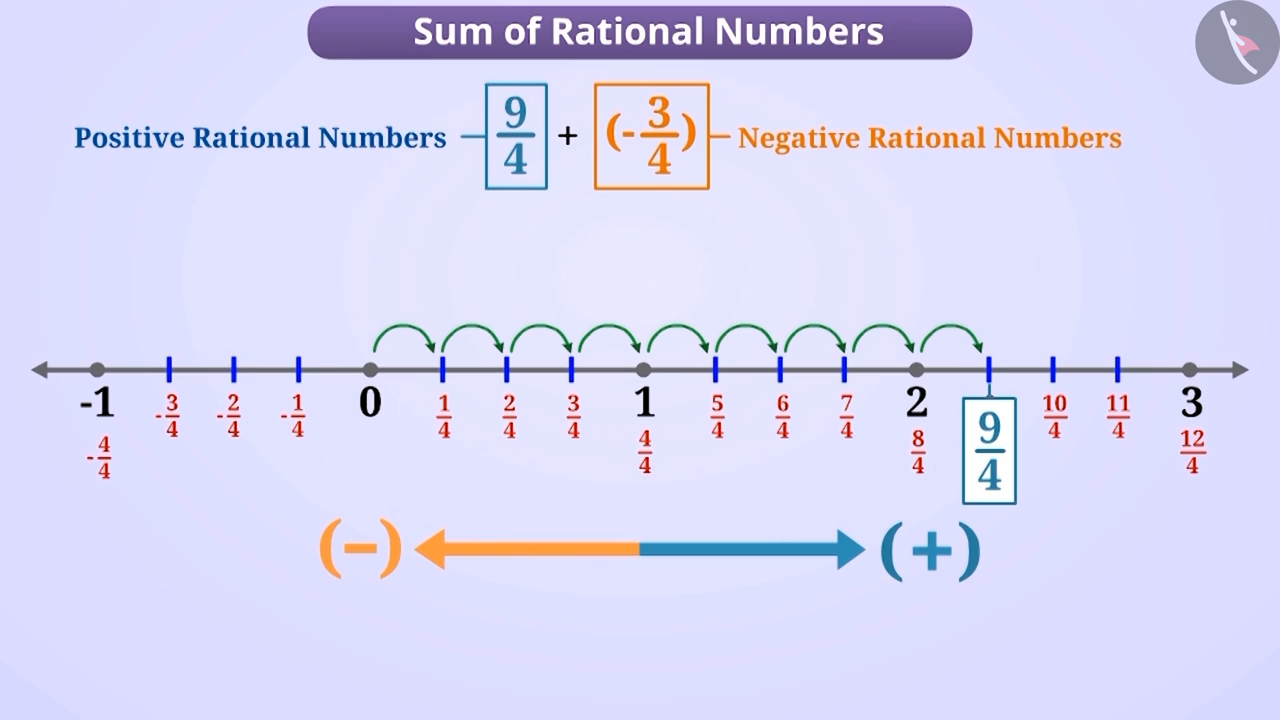 Sum of Rational Numbers
Positive Rational Numbers 9/4 + (-3/4) Negative Rational Numbers
-1 -3/4 -2/4 -1/4 0 1/4 2/4 3/4 1 5/4 6/4 7/4 2 9/4 10/4 11/4 3
-4/4 4/4 8/4 12/4
(-) (+)